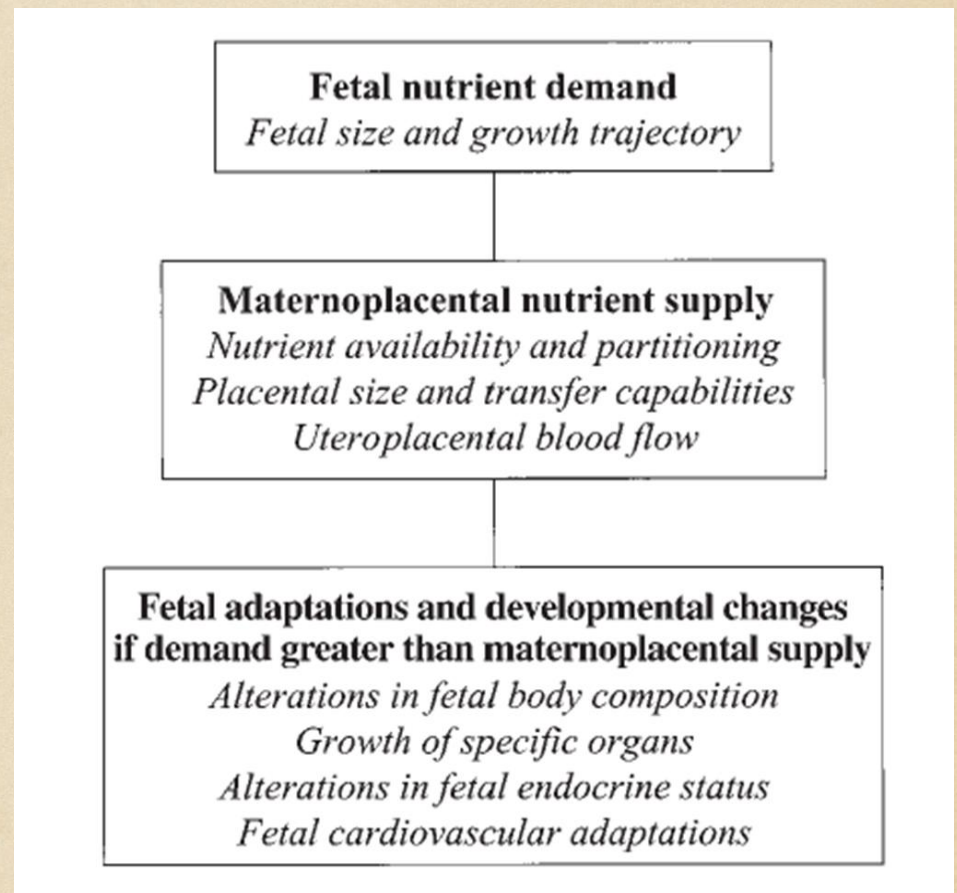 Fetal nutrient demand
Fetal size and growth trajectory
Maternoplacental nutrient supply
Nutrient availability and partitioning
Placental size and transfer capabilities
Uteroplacental blood flow
Fetal adaptations and developmental changes
if demand greater than maternoplacental supply
Alterations in fetal body composition
Growth of specific organs
Alterations in fetal endocrine status
Fetal cardiovascular adaptations